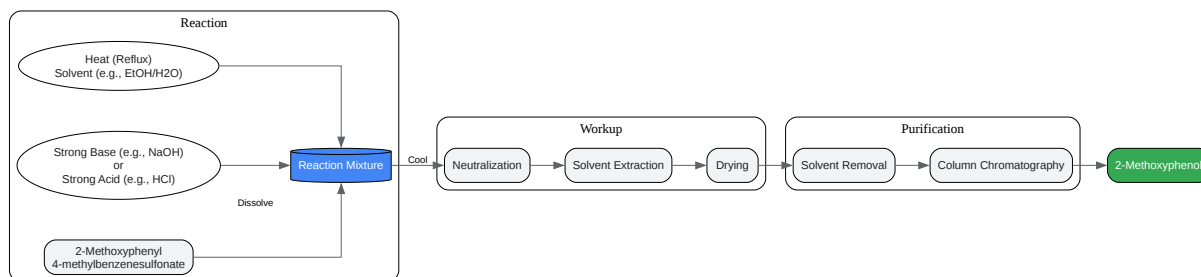 Reaction
Heat (Reflux)
Solvent (e.g., EtOH/H2O)
Strong Base (e.g., NaOH)
or
Strong Acid (e.g., HCl)
Reaction Mixture
Dissolve
2-Methoxyphenyl
4-methylbenzenesulfonate
Cool
Workup
Neutralization
Solvent Extraction
Drying
Purification
Solvent Removal
Column Chromatography
2-Methoxyphenol